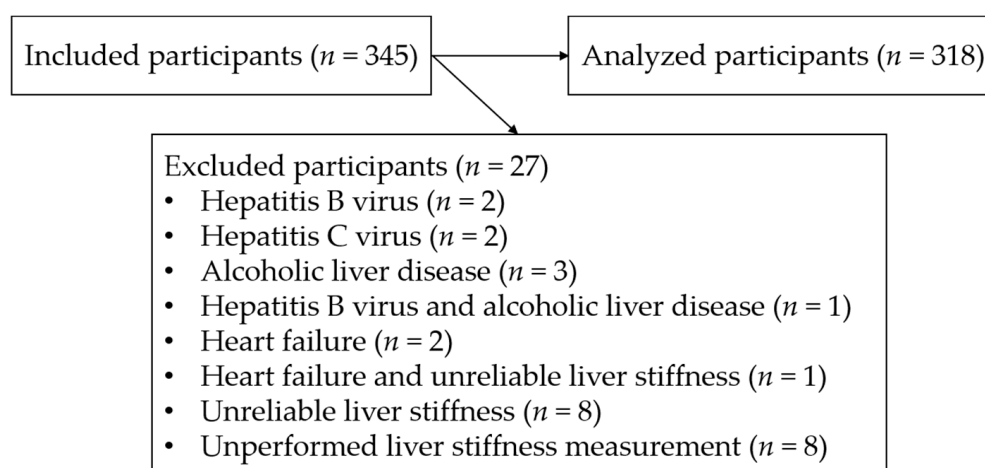 Included participants (n = 345)
Analyzed participants (n = 318)
Excluded participants (n = 27)
• Hepatitis B virus (n = 2)
• Hepatitis C virus (n = 2)
• Alcoholic liver disease (n = 3)
• Hepatitis B virus and alcoholic liver disease (n = 1)
• Heart failure (n = 2)
• Heart failure and unreliable liver stiffness (n = 1)
• Unreliable liver stiffness (n = 8)
• Unperformed liver stiffness measurement (n = 8)